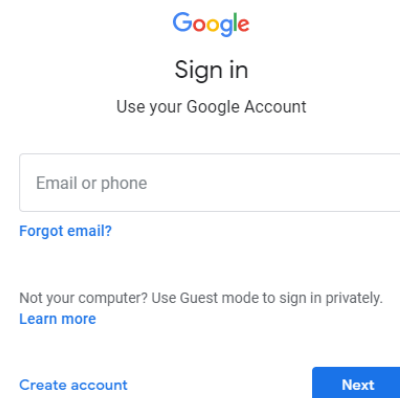 Google
Sign in
Use your Google Account
Email or phone
Forgot email?
Not your computer? Use Guest mode to sign in privately.
Learn more
Create account
Next